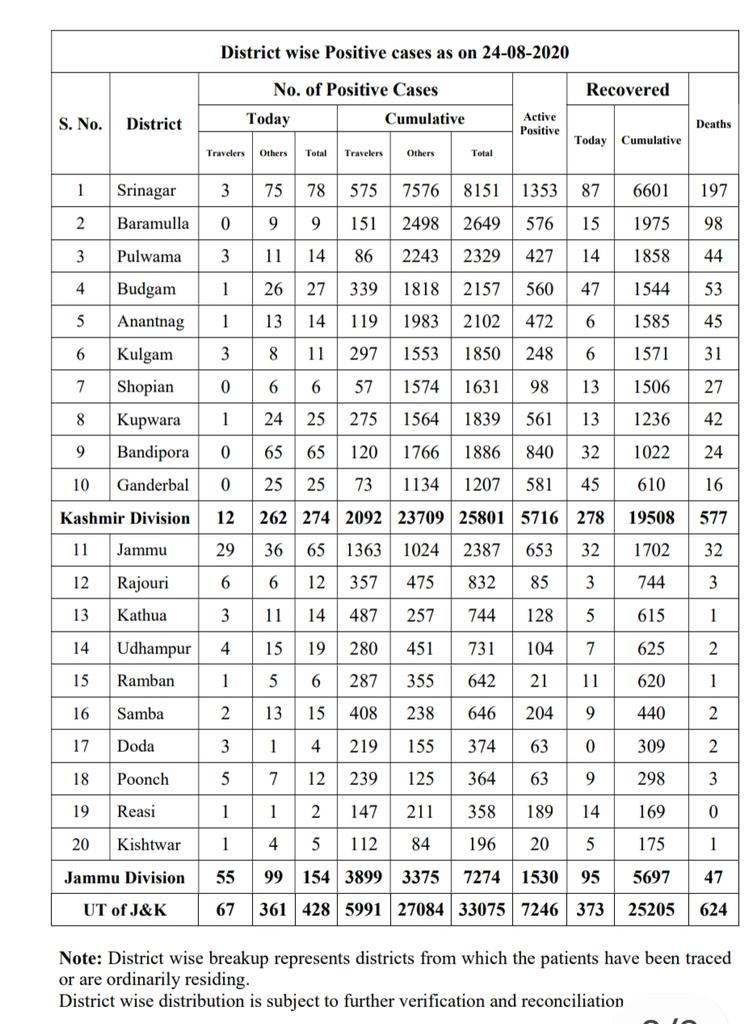 District wise Positive cases as on 24-08-2020
S. No. District No. of Positive Cases Active Positive Recovered Deaths
Today Cumulative Today Cumulative
Travelers Others Total Travelers Others Total
1 Srinagar 3 75 78 575 7576 8151 1353 87 6601 197
2 Baramulla 0 9 9 151 2498 2649 576 15 1975 98
3 Pulwama 3 11 14 86 2243 2329 427 14 1858 44
4 Budgam 1 26 27 339 1818 2157 560 47 1544 53
5 Anantnag 1 13 14 119 1983 2102 472 6 1585 45
6 Kulgam 3 8 11 297 1553 1850 248 6 1571 31
7 Shopian 0 6 6 57 1574 1631 98 13 1506 27
8 Kupwara 1 24 25 275 1564 1839 561 13 1236 42
9 Bandipora 0 65 65 120 1766 1886 840 32 1022 24
10 Ganderbal 0 25 25 73 1134 1207 581 45 610 16
Kashmir Division 12 262 274 2092 23709 25801 5716 278 19508 577
11 Jammu 29 36 65 1363 1024 2387 653 32 1702 32
12 Rajouri 6 6 12 357 475 832 85 3 744 3
13 Kathua 3 11 14 487 257 744 128 5 615 1
14 Udhampur 4 15 19 280 451 731 104 7 625 2
15 Ramban 1 5 6 287 355 642 21 11 620 1
16 Samba 2 13 15 408 238 646 204 9 440 2
17 Doda 3 1 4 219 155 374 63 0 309 2
18 Poonch 5 7 12 239 125 364 63 9 298 3
19 Reasi 1 1 2 147 211 358 189 14 169 0
20 Kishtwar 1 4 5 112 84 196 20 5 175 1
Jammu Division 55 99 154 3899 3375 7274 1530 95 5697 47
UT of J&K 67 361 428 5991 27084 33075 7246 373 25205 624
Note: District wise breakup represents districts from which the patients have been traced
or are ordinarily residing.
District wise distribution is subject to further verification and reconciliation